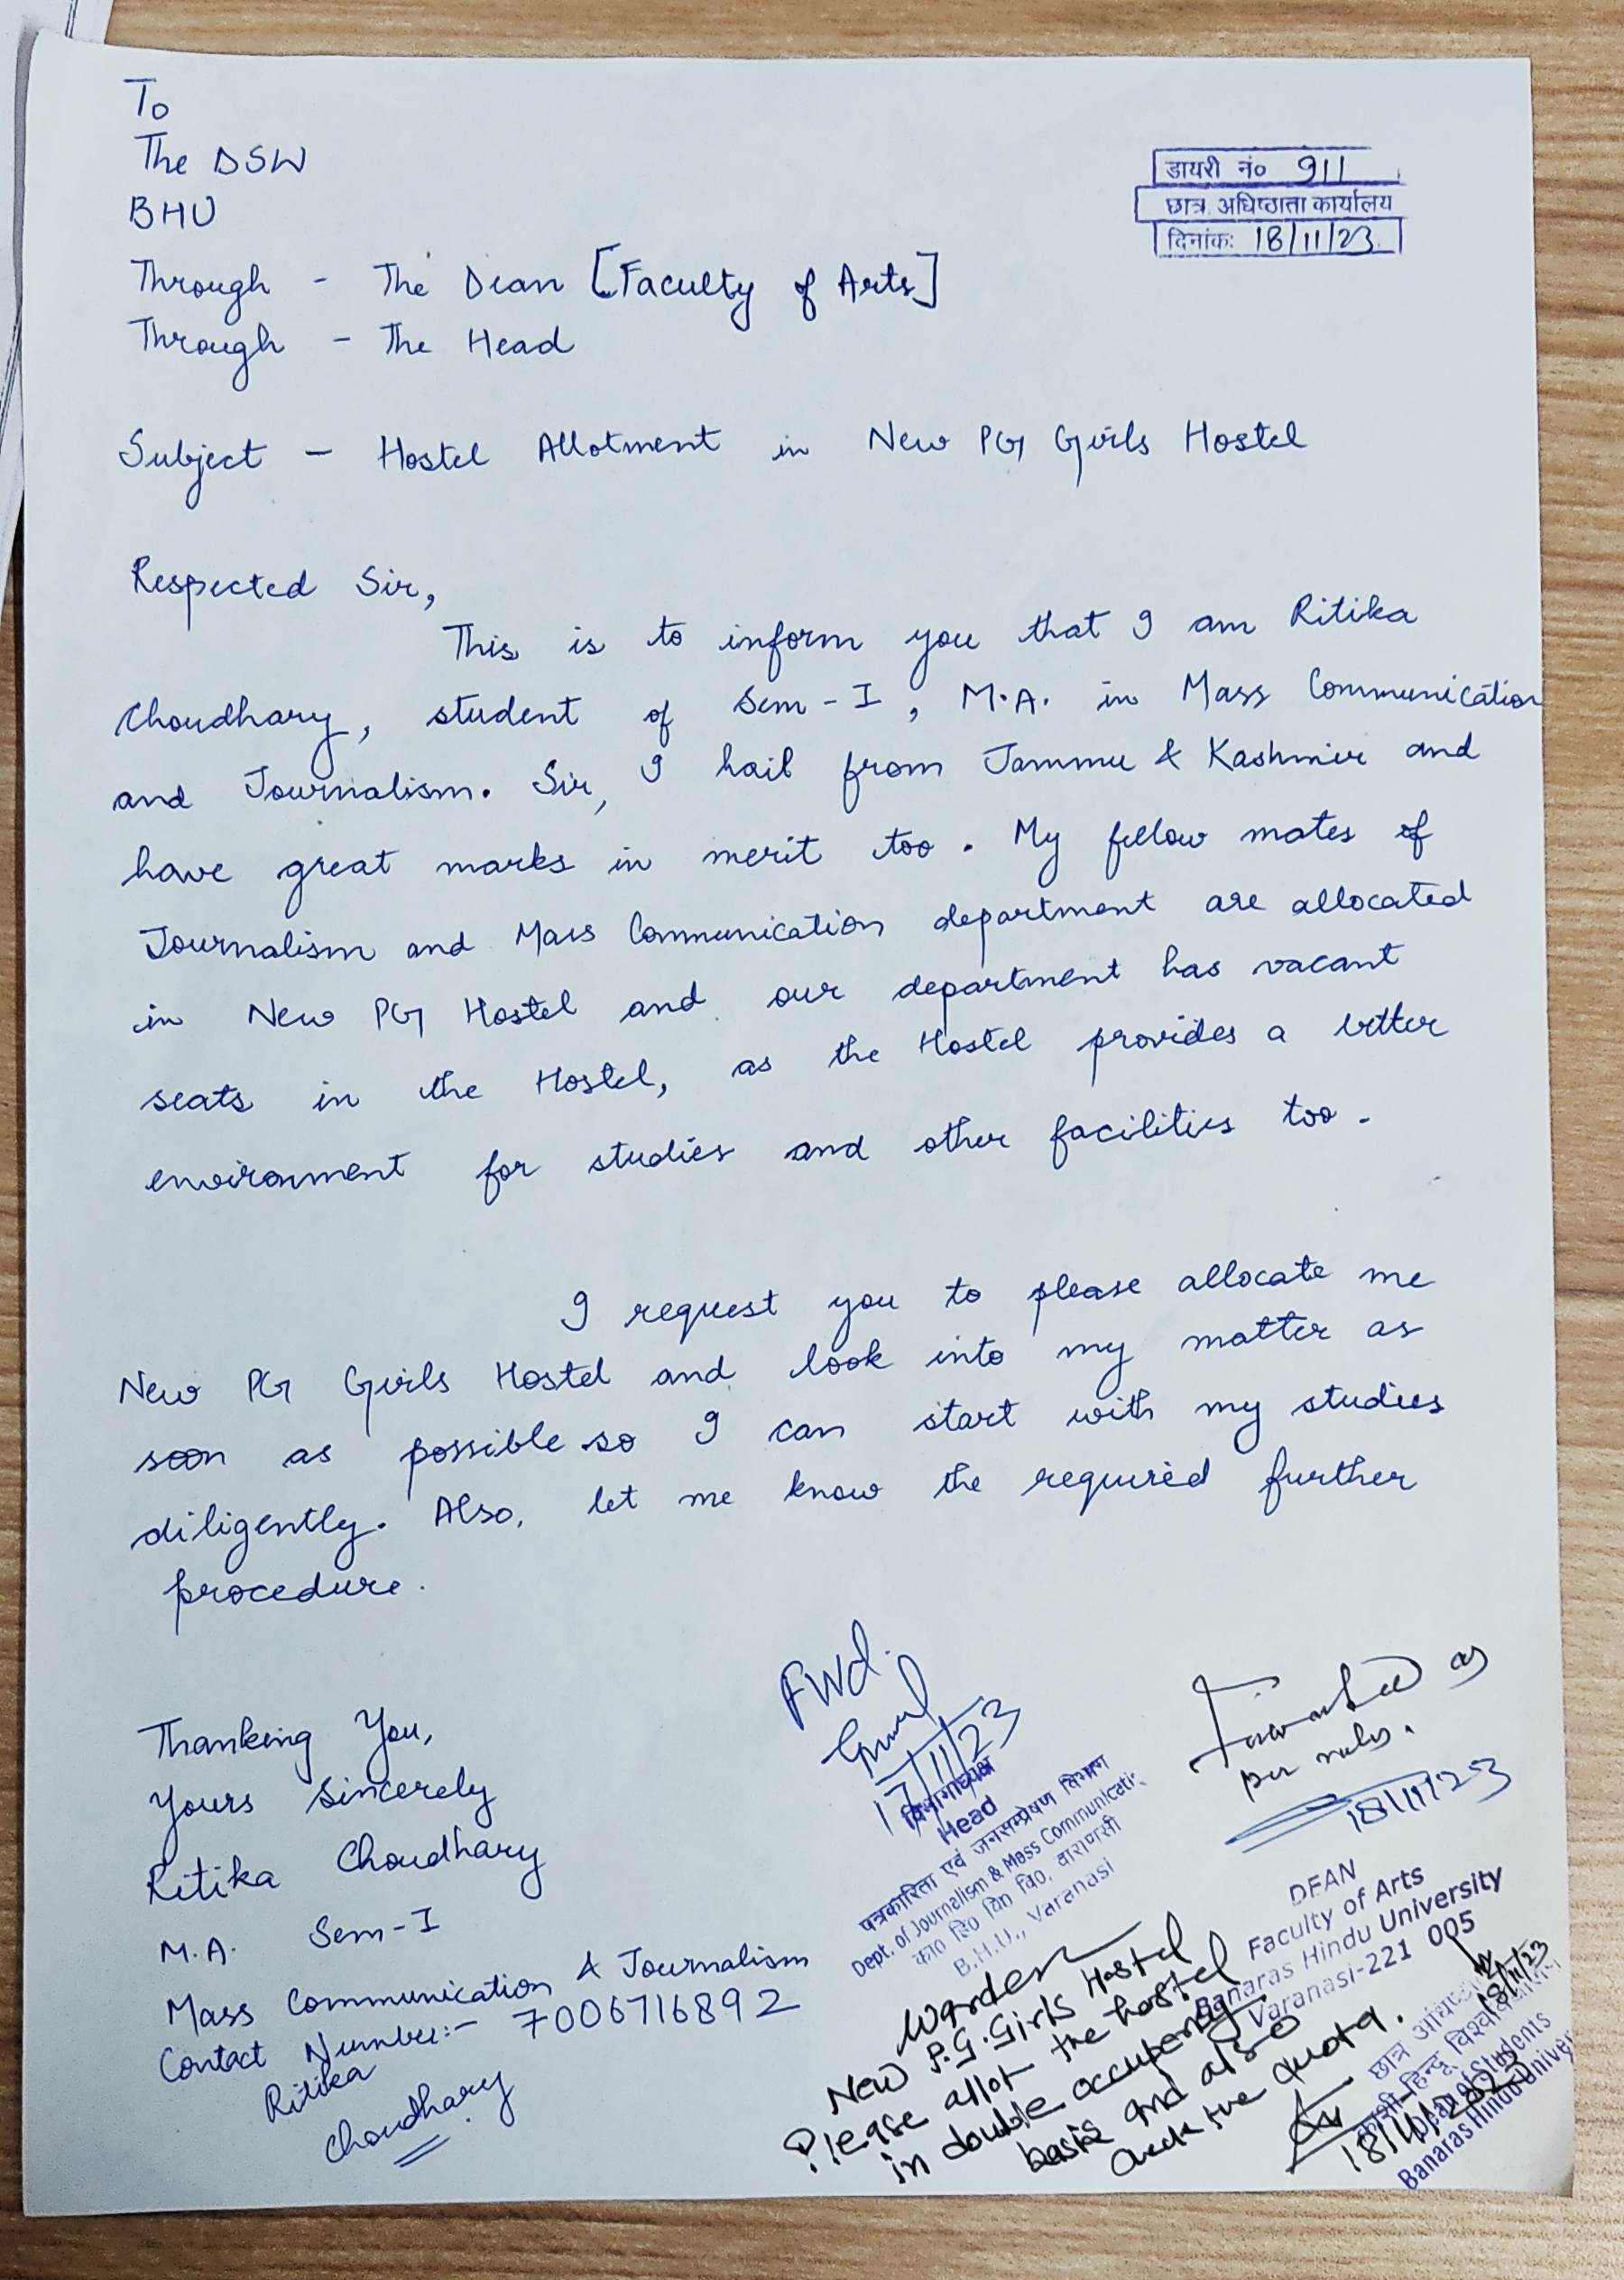 To
The DSW
BHU
डायरी नं० 911
छात्र अधिष्ठाता कार्यालय
दिनांक: 18/11/23
Through - The Dean [Faculty of Arts]
Through - The Head
Subject - Hostel Allotment in New PG Girls Hostel
Respected Sir,
This is to inform you that I am Ritika
Choudhary, student of Sem-I, M.A. in Mass Communication
and Journalism. Sir, I hail from Jammu & Kashmir and
have great marks in merit too. My fellow mates of
Journalism and Mass Communication department are allocated
in New PG Hostel and our department has vacant
seats in the Hostel, as the Hostel provides a better
environment for studies and other facilities too.
I request you to please allocate me
New PG Girls Hostel and look into my matter as
soon as possible so I can start with my studies
diligently. Also, let me know the required further
procedure.
Thanking You,
Yours Sincerely
Ritika Choudhary
M.A. Sem-I
Mass Communication & Journalism
Contact Number:- 7006716892
Ritika
Choudhary
FWd.
17/11/23
विभागाध्यक्ष
Head
पत्रकारिता एवं जनसम्प्रेषण विभाग
Dept. of Journalism & Mass Communicati
का० हि० वि० वि०, वाराणसी
B.H.U., Varanasi
Forwarded as
per rules.
18/11/23
DEAN
Faculty of Arts
Banaras Hindu University
Varanasi-221 005
Warden
New P.G. Girls Hostel
Please allot the hostel
in double occupency
basis and also
check the quota.
18/11/23
छात्र
काशी हिन्दू
Dean of Students
Banaras Hindu Univer
18/11/2023